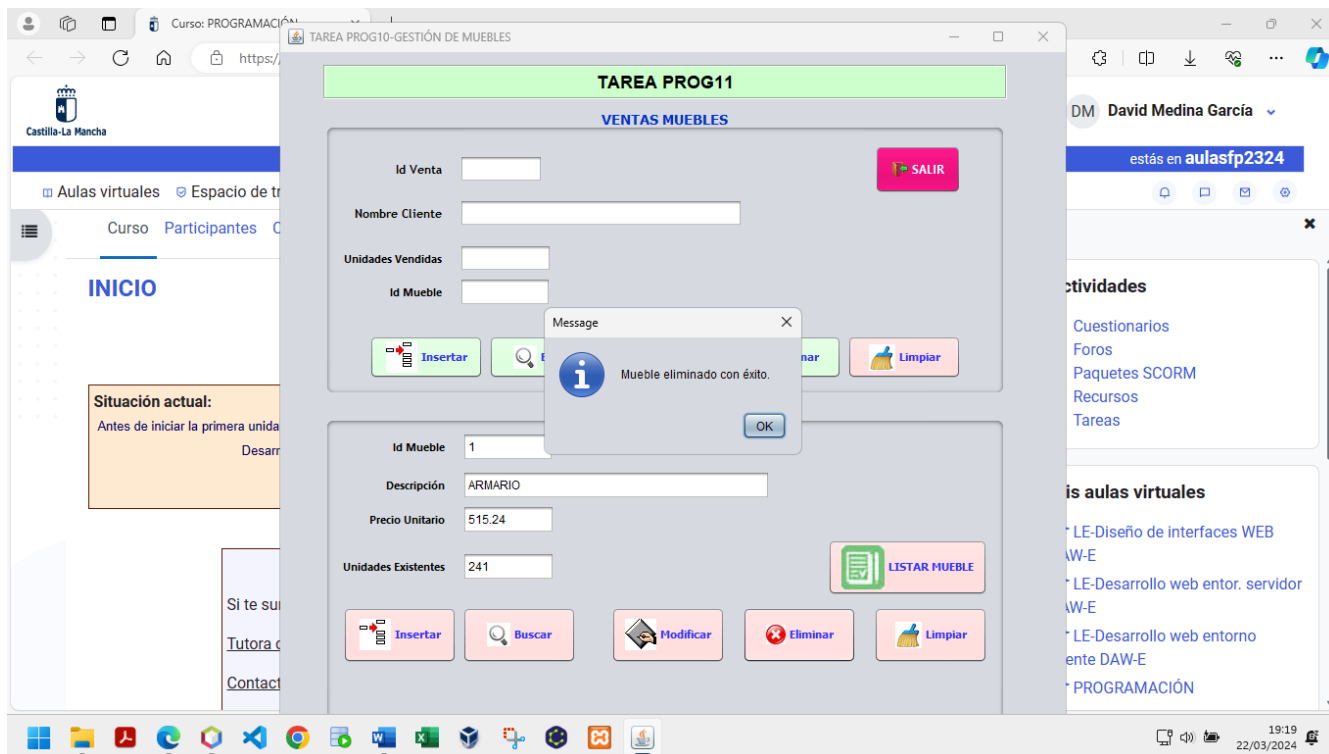 Curso: PROGRAMACIÓN
TAREA PROG10-GESTIÓN DE MUEBLES
https:/
TAREA PROG11
VENTAS MUEBLES
Castilla-La Mancha
DM David Medina García
estás en aulasfp2324
Aulas virtuales
Espacio de tr
Curso Participantes
Id Venta
SALIR
Nombre Cliente
Unidades Vendidas
Id Mueble
INICIO
ctividades
Cuestionarios
Foros
Paquetes SCORM
Recursos
Tareas
Message
Mueble eliminado con éxito.
OK
Insertar
nar
Limpiar
Situación actual:
Antes de iniciar la primera unida
Desarr
Id Mueble 1
Descripción ARMARIO
Precio Unitario 515.24
Unidades Existentes 241
LISTAR MUEBLE
Insertar Buscar Modificar Eliminar Limpiar
is aulas virtuales
LE-Diseño de interfaces WEB
AW-E
LE-Desarrollo web entor. servidor
AW-E
LE-Desarrollo web entorno
ente DAW-E
PROGRAMACIÓN
Si te sur
Tutora d
Contact
19:19
22/03/2024